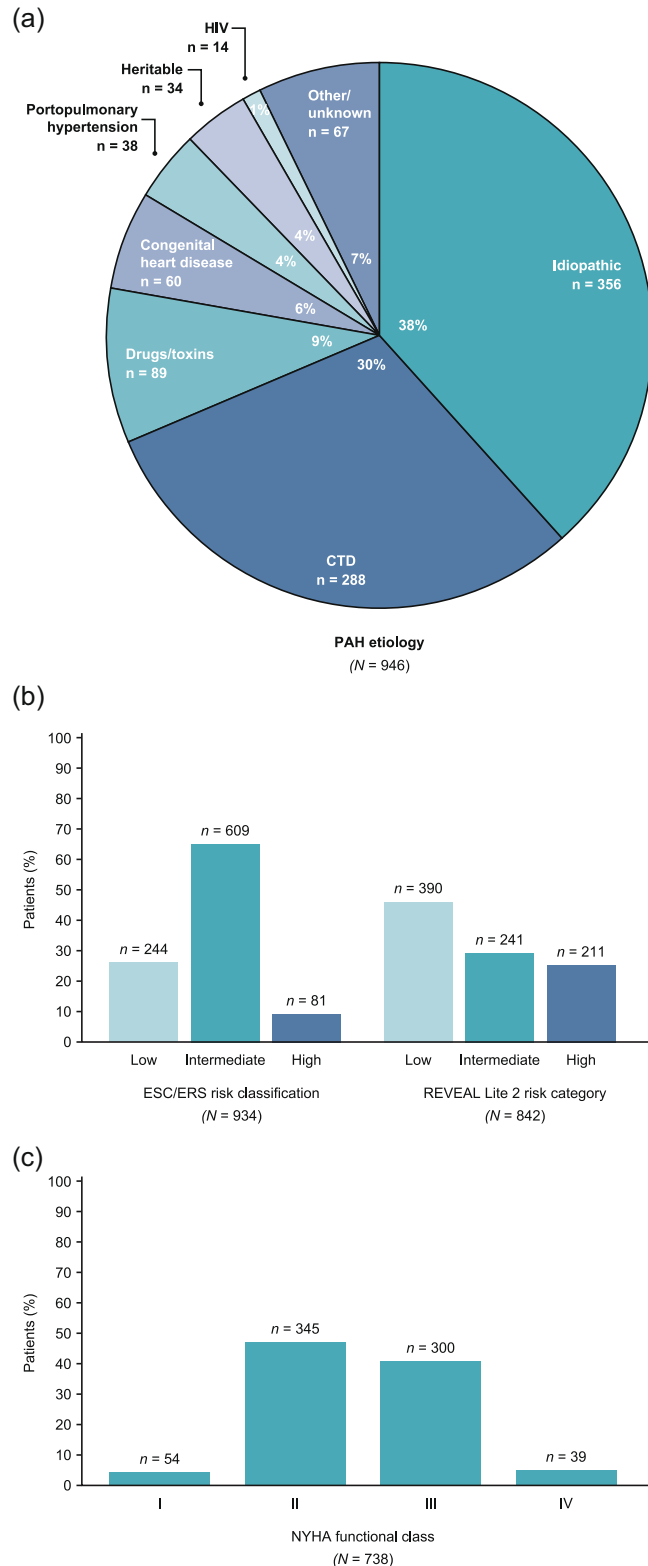 (a)
HIV
n = 14
Heritable
n = 34
Portopulmonary
hypertension
n = 38
1%
Other/
unknown
n = 67
Idiopathic
n = 356
4%
4%
7%
Congenital
heart disease
n = 60
6%
38%
9%
Drugs/toxins
n = 89
30%
CTD
n = 288
PAH etiology
(N = 946)
(b)
100
90
80
70
60
50
40
30
20
10
0
Patients (%)
n = 244
n = 609
n = 81
n = 390
n = 241
n = 211
Low Intermediate High Low Intermediate High
ESC/ERS risk classification REVEAL Lite 2 risk category
(N = 934) (N = 842)
(c)
100
90
80
70
60
50
40
30
20
10
0
Patients (%)
n = 54
n = 345
n = 300
n = 39
I II III IV
NYHA functional class
(N = 738)